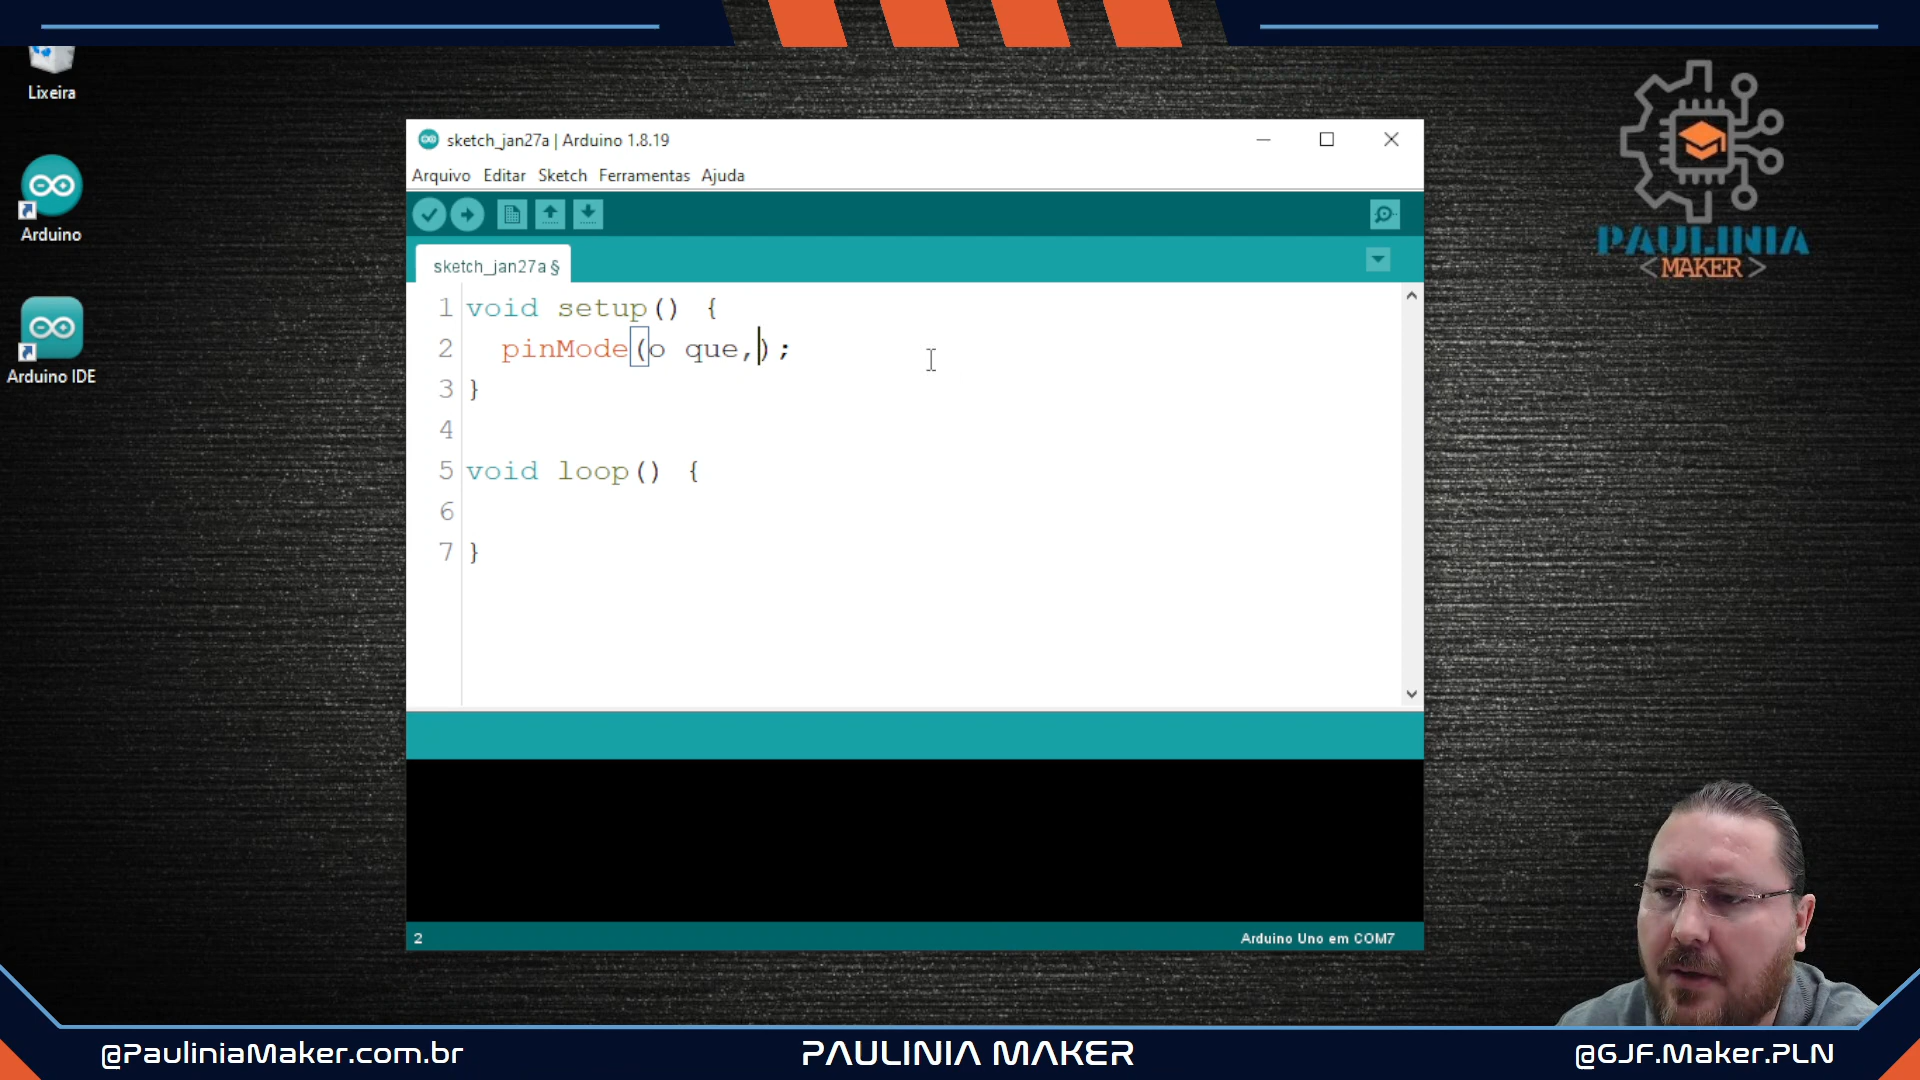 Lixeira
Arduino
Arduino IDE
sketch_jan27a | Arduino 1.8.19
Arquivo Editar Sketch Ferramentas Ajuda
sketch_jan27a §
1 void setup() {
2 pinMode(o que,);
3 }
4
5 void loop() {
6
7 }
2
Arduino Uno em COM7
PAULINIA
<MAKER>
@PauliniaMaker.com.br
PAULINIA MAKER
@GJF.Maker.PLN